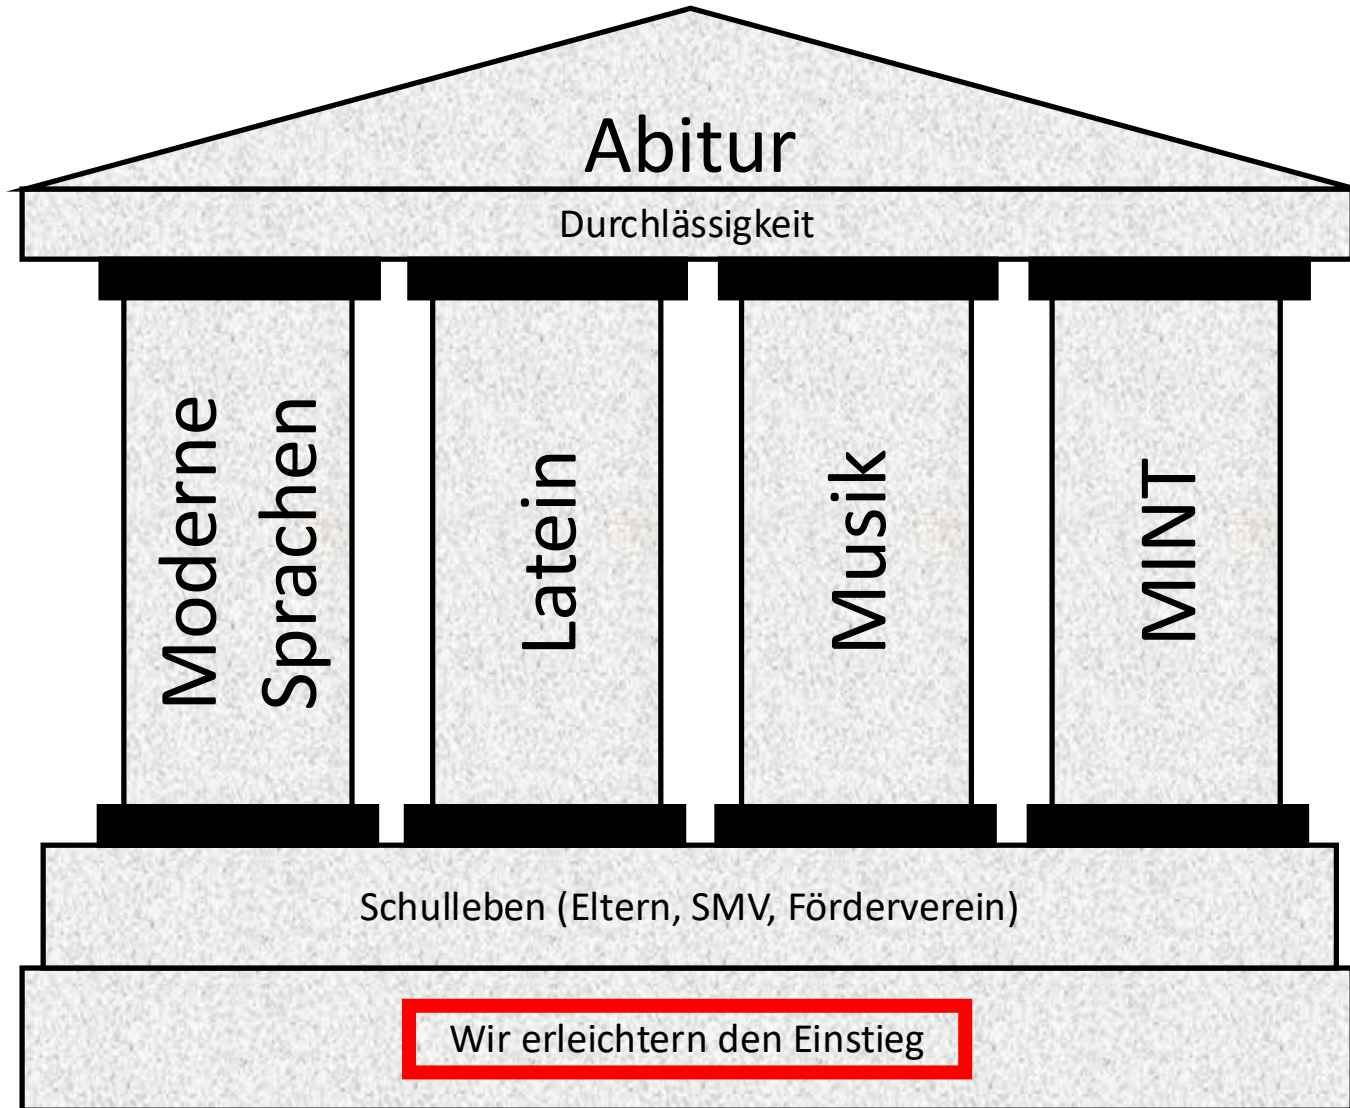 Abitur
Durchlässigkeit
Moderne
Sprachen
Latein
Musik
MINT
Schulleben (Eltern, SMV, Förderverein)
Wir erleichtern den Einstieg